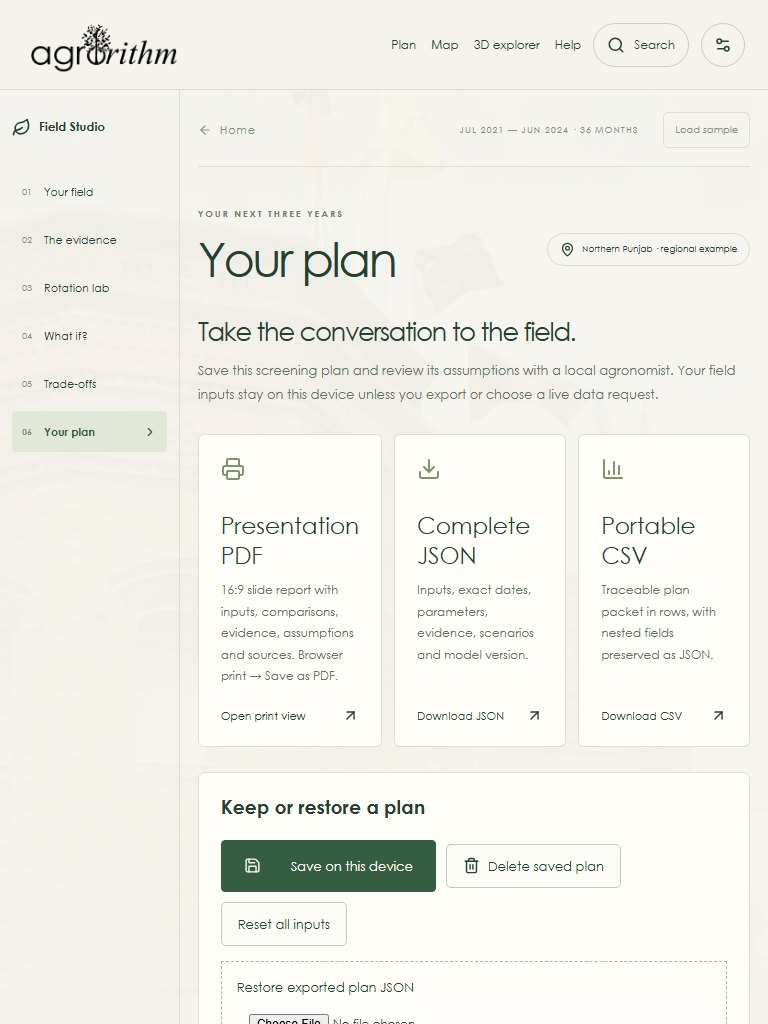 agrorithm
Plan
Map
3D explorer
Help
Search
Field Studio
01 Your field
02 The evidence
03 Rotation lab
04 What if?
05 Trade-offs
06 Your plan
← Home
JUL 2021 — JUN 2024 · 36 MONTHS
Load sample
YOUR NEXT THREE YEARS
Your plan
Northern Punjab · regional example
Take the conversation to the field.
Save this screening plan and review its assumptions with a local agronomist. Your field
inputs stay on this device unless you export or choose a live data request.
Presentation
PDF
16:9 slide report with
inputs, comparisons,
evidence, assumptions
and sources. Browser
print → Save as PDF.
Open print view
Complete
JSON
Inputs, exact dates,
parameters,
evidence, scenarios
and model version.
Download JSON
Portable
CSV
Traceable plan
packet in rows, with
nested fields
preserved as JSON.
Download CSV
Keep or restore a plan
Save on this device
Delete saved plan
Reset all inputs
Restore exported plan JSON
Choose File No file chosen